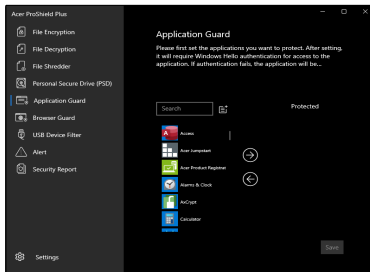 Acer ProShield Plus
File Encryption
File Decryption
File Shredder
Personal Secure Drive (PSD)
Application Guard
Browser Guard
USB Device Filter
Alert
Security Report
Settings
Application Guard
Please first set the applications you want to protect. After setting,
it will require Windows Hello authentication for access to the
application. If authentication fails, the application will be...
Search
Protected
Access
Acer Jumpstart
Acer Product Registrat
Alarms & Clock
AxCrypt
Calculator
Save